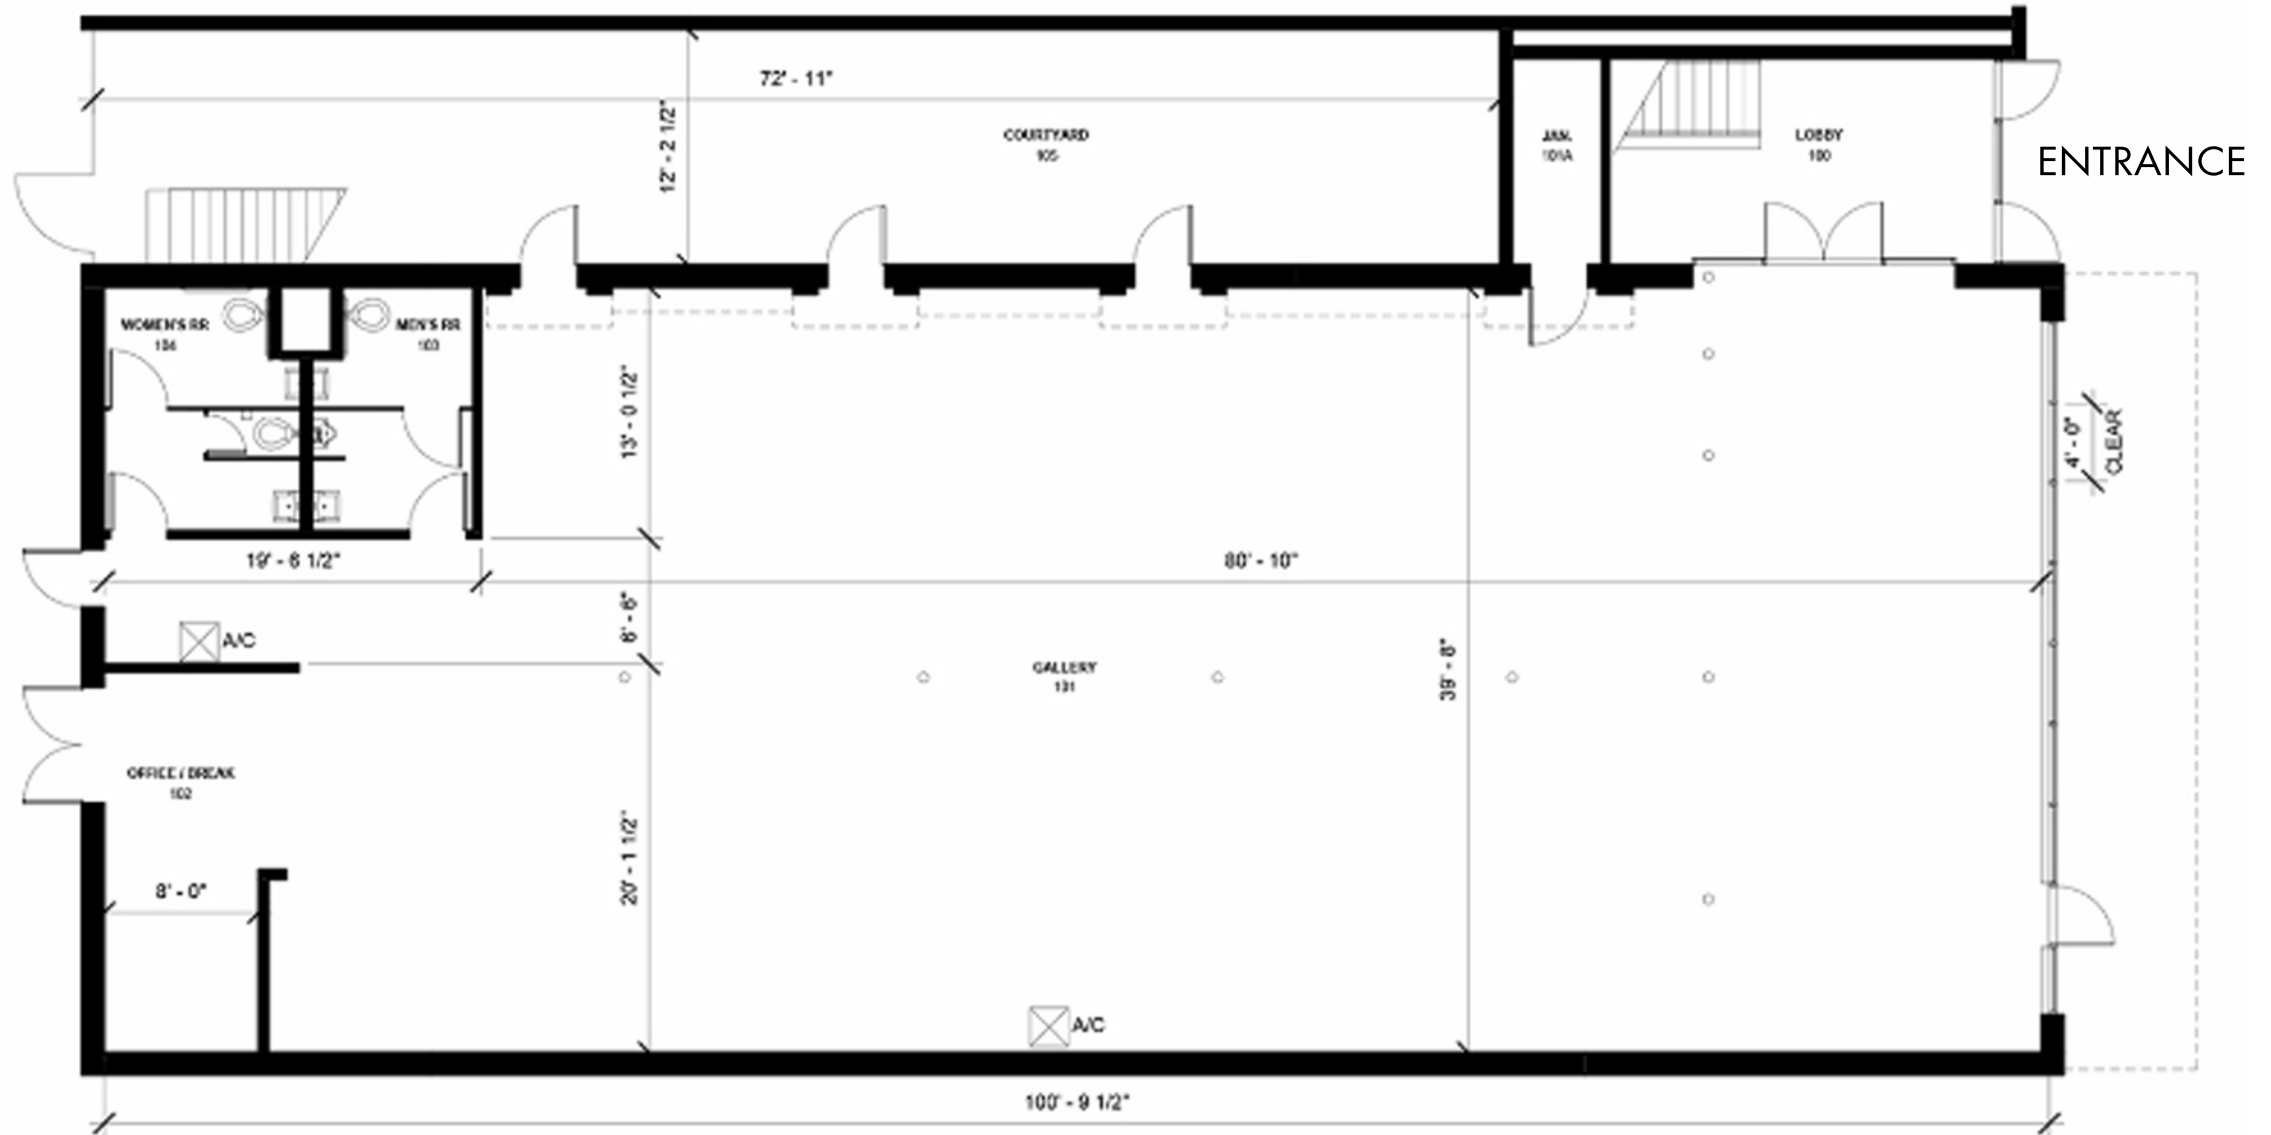 72' - 11"
12' - 2 1/2"
COURTYARD
105
JAN.
101A
LOBBY
100
ENTRANCE
WOMEN'S RR
104
MEN'S RR
103
13' - 0 1/2"
4' - 0"
CLEAR
19' - 6 1/2"
80' - 10"
6' - 6"
A/C
GALLERY
101
39' - 8"
OFFICE / BREAK
102
20' - 1 1/2"
8' - 0"
A/C
100' - 9 1/2"